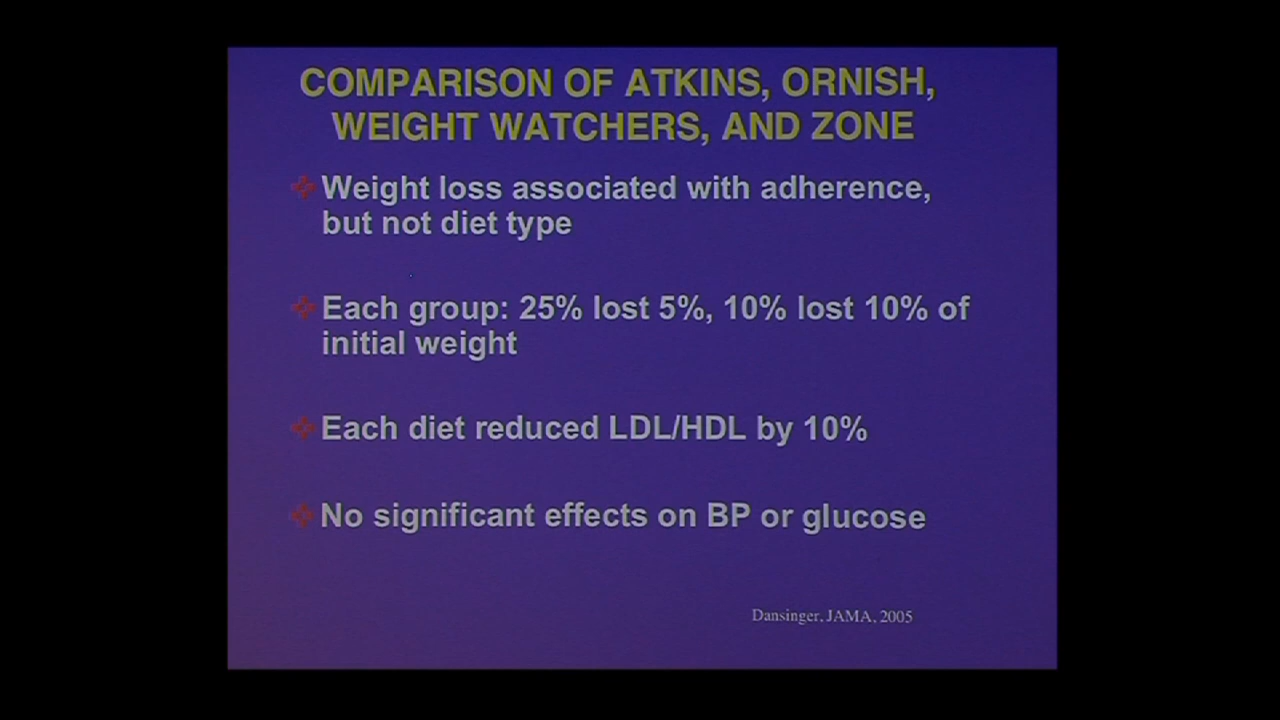 COMPARISON OF ATKINS, ORNISH,
WEIGHT WATCHERS, AND ZONE
Weight loss associated with adherence,
but not diet type
Each group: 25% lost 5%, 10% lost 10% of
initial weight
Each diet reduced LDL/HDL by 10%
No significant effects on BP or glucose
Dansinger, JAMA, 2005